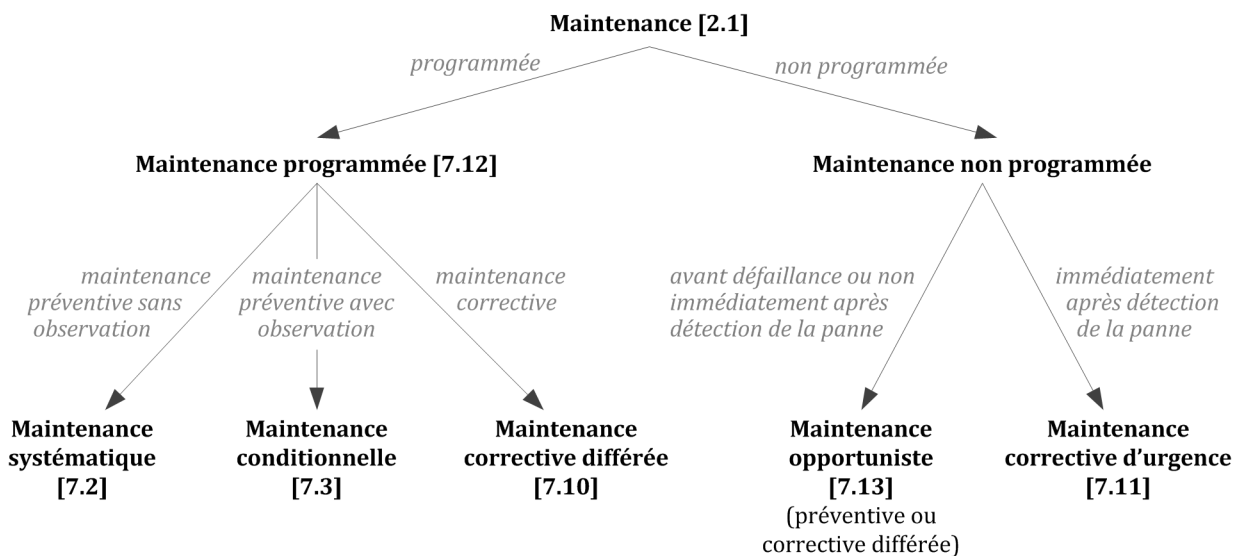 Maintenance [2.1]
programmée
non programmée
Maintenance programmée [7.12]
Maintenance non programmée
maintenance
préventive sans
observation
maintenance
préventive avec
observation
maintenance
corrective
avant défaillance ou non
immédiatement après
détection de la panne
immédiatement
après détection
de la panne
Maintenance
systématique
[7.2]
Maintenance
conditionnelle
[7.3]
Maintenance
corrective différée
[7.10]
Maintenance
opportuniste
[7.13]
(préventive ou
corrective différée)
Maintenance
corrective d’urgence
[7.11]